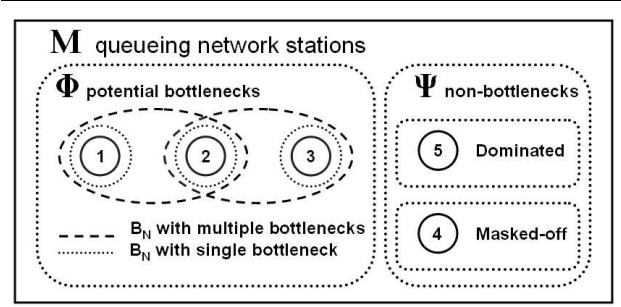 M queueing network stations
Φ potential bottlenecks
1
2
3
B_N with multiple bottlenecks
B_N with single bottleneck
Ψ non-bottlenecks
5 Dominated
4 Masked-off